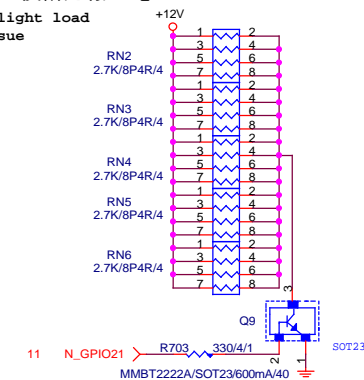 +12V
light load
sue
1 2
3 4
RN2
5 6
2.7K/8P4R/4
7 8
1 2
3 4
RN3
5 6
2.7K/8P4R/4
7 8
1 2
3 4
RN4
5 6
2.7K/8P4R/4
7 8
1 2
3 4
RN5
5 6
2.7K/8P4R/4
7 8
1 2
3 4
RN6
5 6
2.7K/8P4R/4
7 8
3
Q9
SOT23
11 N_GPIO21 R703 330/4/1 2 1
MMBT2222A/SOT23/600mA/40